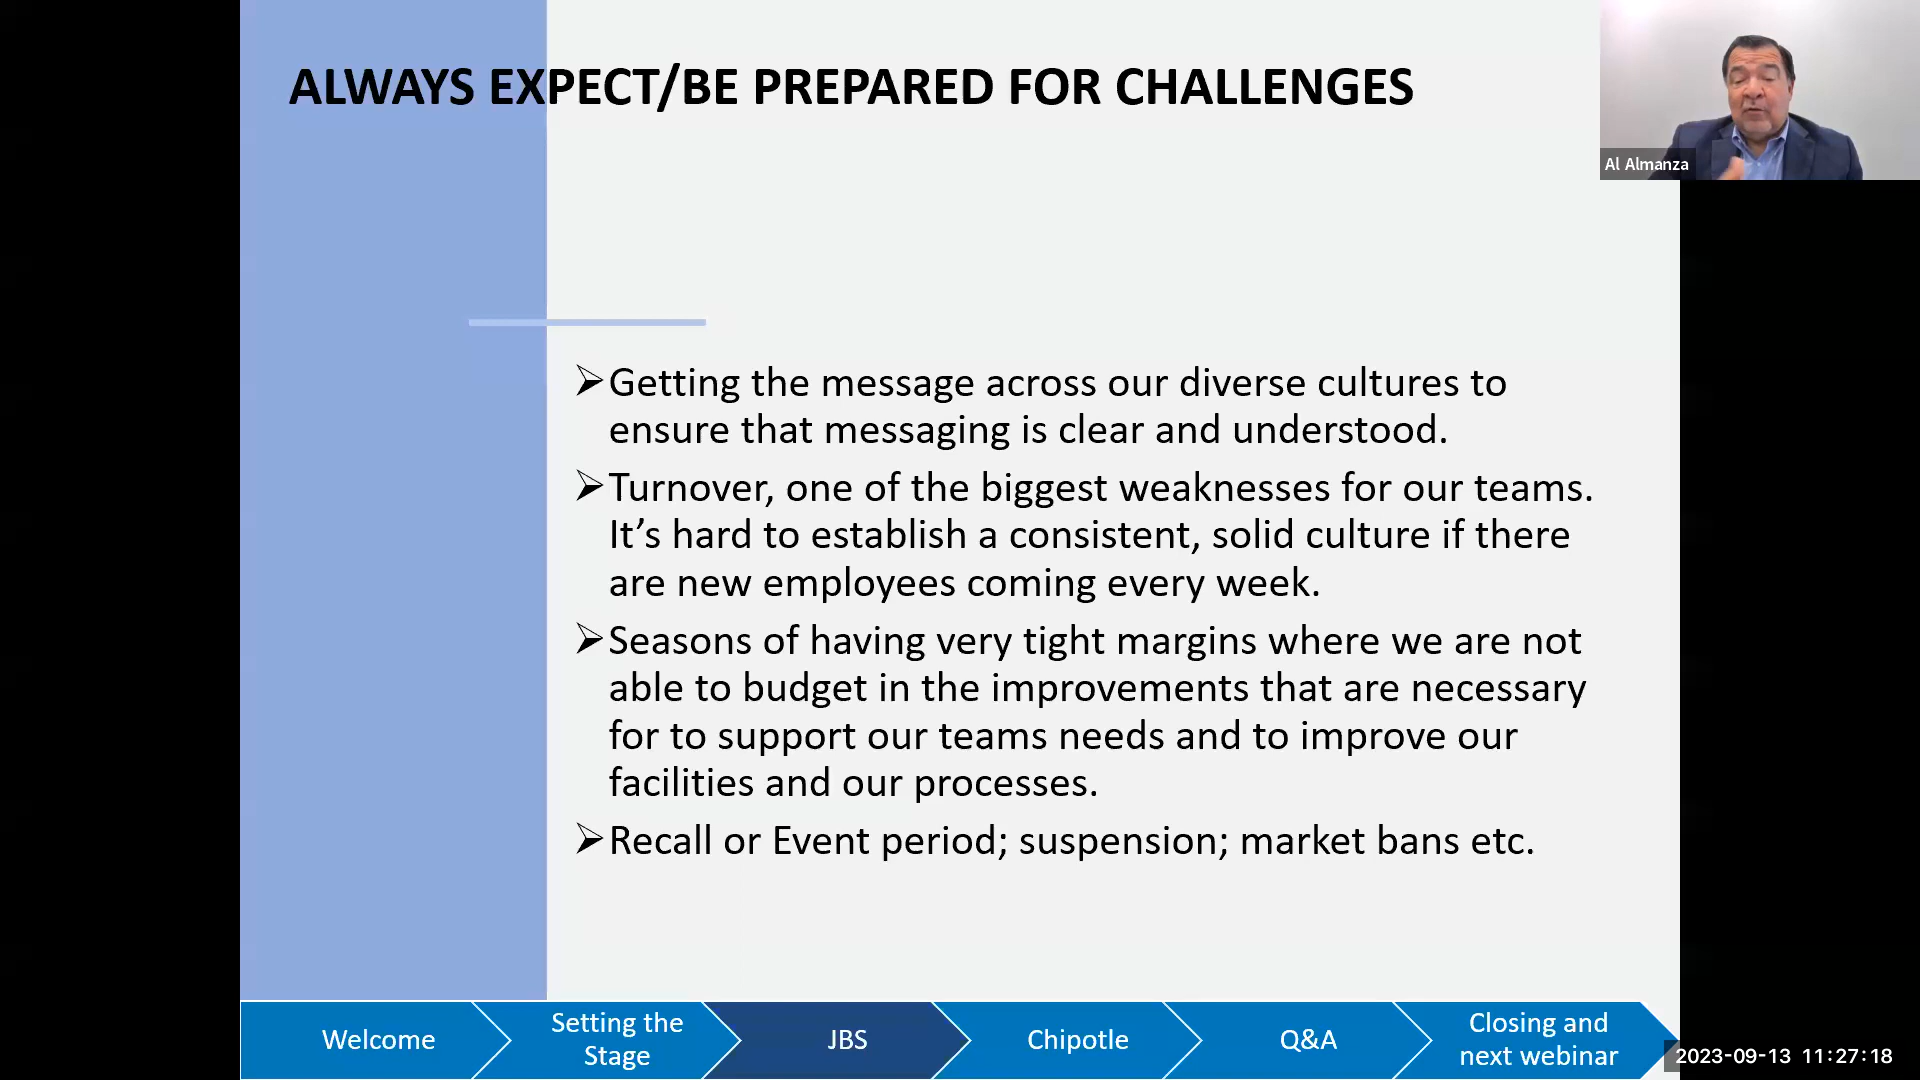 ALWAYS EXPECT/BE PREPARED FOR CHALLENGES
Al Almanza
➢Getting the message across our diverse cultures to
ensure that messaging is clear and understood.
➢Turnover, one of the biggest weaknesses for our teams.
It’s hard to establish a consistent, solid culture if there
are new employees coming every week.
➢Seasons of having very tight margins where we are not
able to budget in the improvements that are necessary
for to support our teams needs and to improve our
facilities and our processes.
➢Recall or Event period; suspension; market bans etc.
Welcome
Setting the
Stage
JBS
Chipotle
Q&A
Closing and
next webinar
2023-09-13 11:27:18